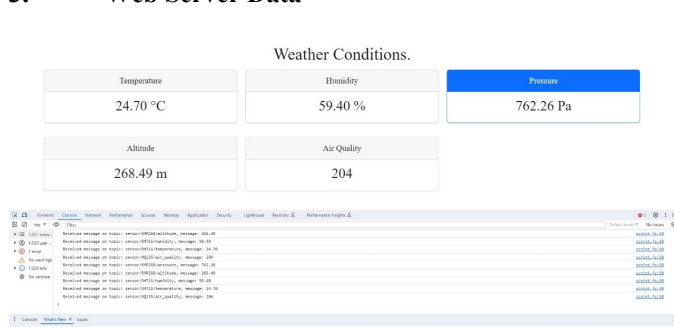 Web Server Data
Weather Conditions.
Temperature
Humidity
Pressure
24.70 °C
59.40 %
762.26 Pa
Altitude
Air Quality
268.49 m
204
Elements Console Network Performance Sources Memory Application Security Lighthouse Recorder Performance insights
top Filter Default levels No Issues
Received message on topic: sensor/BMP180/altitude, message: 268.49
Received message on topic: sensor/DHT11/humidity, message: 59.40
Received message on topic: sensor/DHT11/temperature, message: 24.70
Received message on topic: sensor/MQ135/air_quality, message: 204
Received message on topic: sensor/BMP180/pressure, message: 762.26
Received message on topic: sensor/BMP180/altitude, message: 268.49
Received message on topic: sensor/DHT11/humidity, message: 59.40
Received message on topic: sensor/DHT11/temperature, message: 24.70
Received message on topic: sensor/MQ135/air_quality, message: 204
1 error
No warnings
No verbose
Console What's New Issues